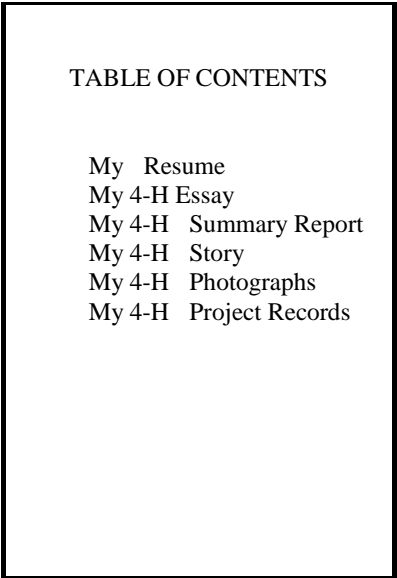 TABLE OF CONTENTS
My Resume
My 4-H Essay
My 4-H Summary Report
My 4-H Story
My 4-H Photographs
My 4-H Project Records